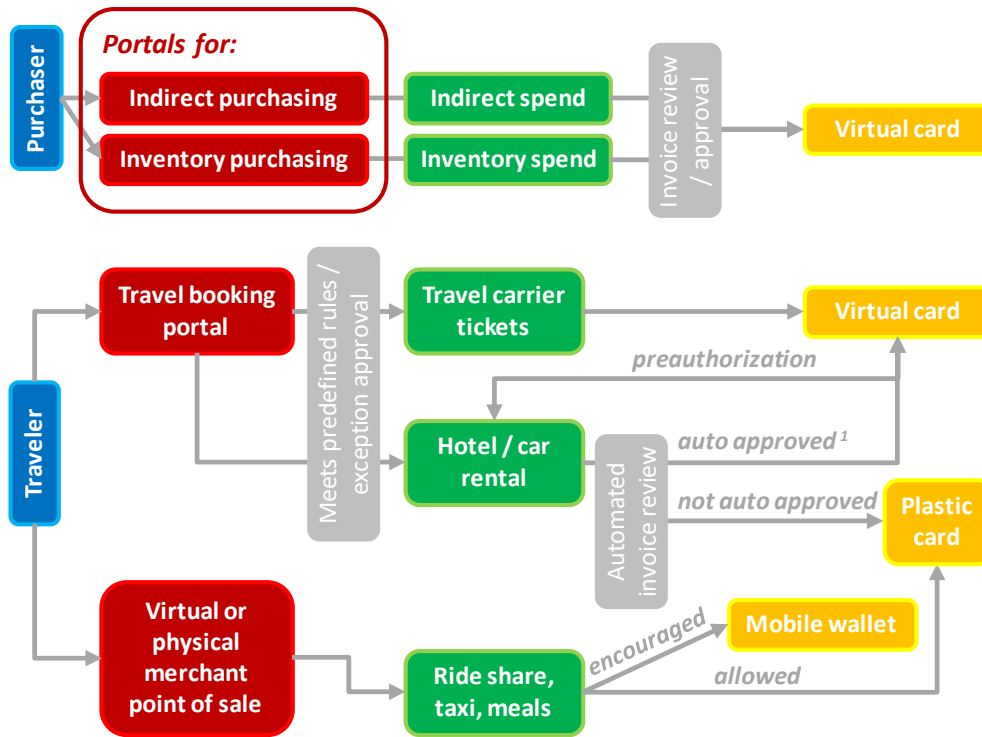 Purchaser
Portals for:
Indirect purchasing
Inventory purchasing
Indirect spend
Inventory spend
Invoice review
/ approval
Virtual card
Traveler
Travel booking
portal
Meets predefined rules /
exception approval
Travel carrier
tickets
Virtual card
preauthorization
Hotel / car
rental
Automated
invoice review
auto approved 1
not auto approved
Plastic
card
Virtual or
physical
merchant
point of sale
Ride share,
taxi, meals
encouraged
Mobile wallet
allowed